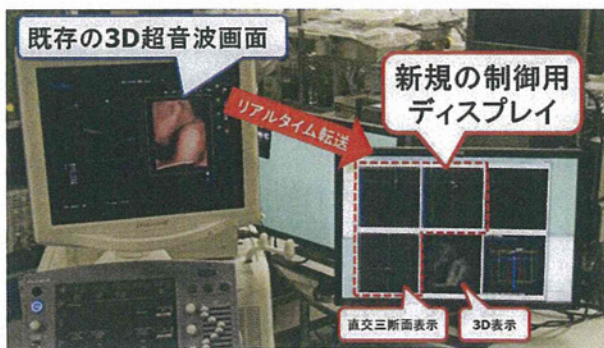 既存の3D超音波画面
リアルタイム転送
新規の制御用
ディスプレイ
直交三断面表示
3D表示